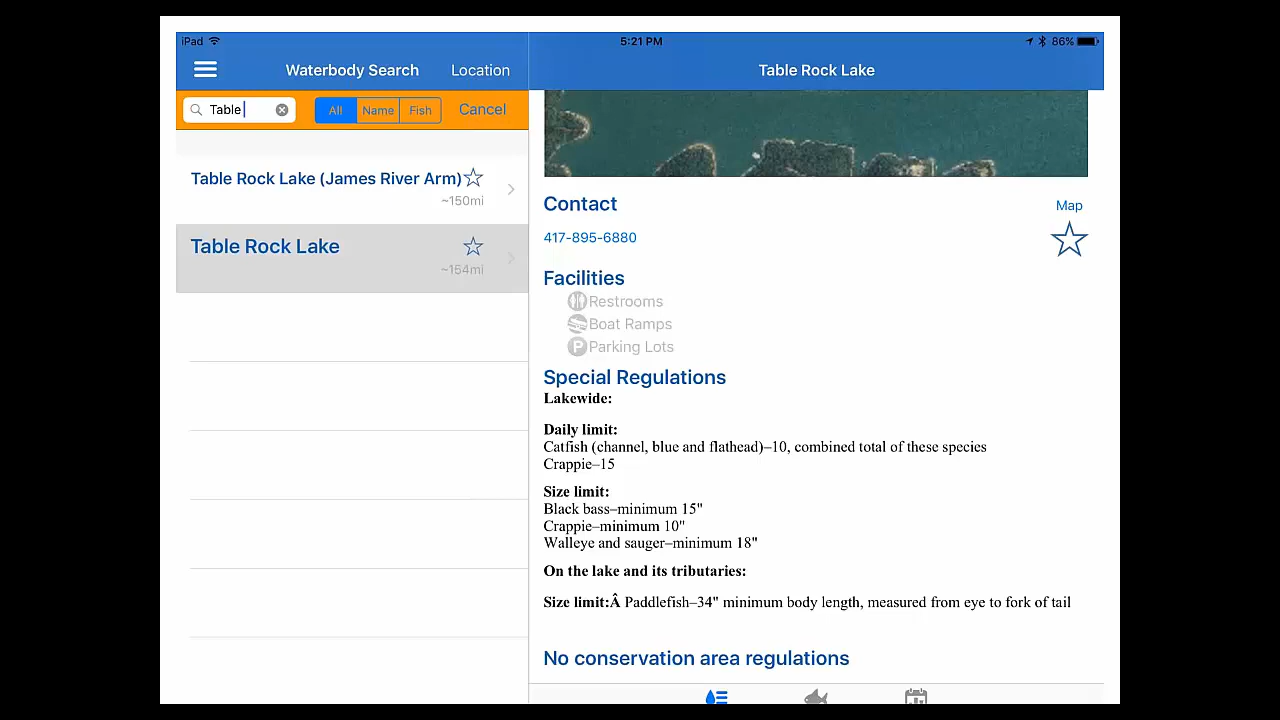 iPad
5:21 PM
86%
Waterbody Search
Location
Table Rock Lake
Table
All
Name
Fish
Cancel
Table Rock Lake (James River Arm)
~150mi
Table Rock Lake
~154mi
Contact
Map
417-895-6880
Facilities
Restrooms
Boat Ramps
P Parking Lots
Special Regulations
Lakewide:
Daily limit:
Catfish (channel, blue and flathead)–10, combined total of these species
Crappie–15
Size limit:
Black bass–minimum 15"
Crappie–minimum 10"
Walleye and sauger–minimum 18"
On the lake and its tributaries:
Size limit:Â Paddlefish–34" minimum body length, measured from eye to fork of tail
No conservation area regulations